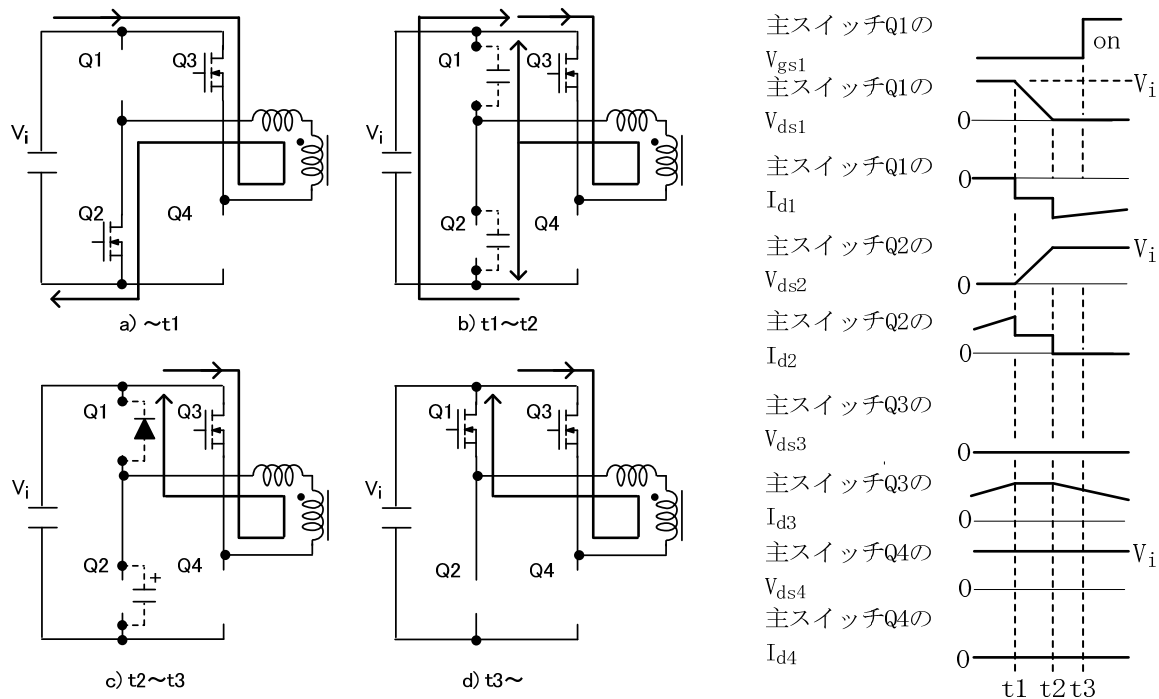 Q1
Q3
Vi
Q2
Q4
a) ~t1
Q1
Q3
Vi
Q2
Q4
b) t1~t2
Q1
Q3
Vi
Q2
Q4
+
c) t2~t3
Q1
Q3
Vi
Q2
Q4
d) t3~
主スイッチQ1の
Vgs1
on
主スイッチQ1の
Vds1
Vi
0
主スイッチQ1の
Id1
0
主スイッチQ2の
Vds2
Vi
0
主スイッチQ2の
Id2
0
主スイッチQ3の
Vds3
0
主スイッチQ3の
Id3
0
主スイッチQ4の
Vds4
Vi
0
主スイッチQ4の
Id4
0
t1 t2 t3